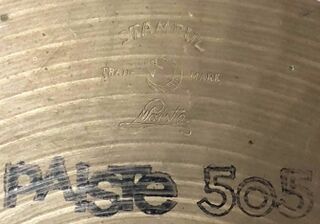 STAMBUL
TRADE MARK
M. Paiste
PAiSTe 505